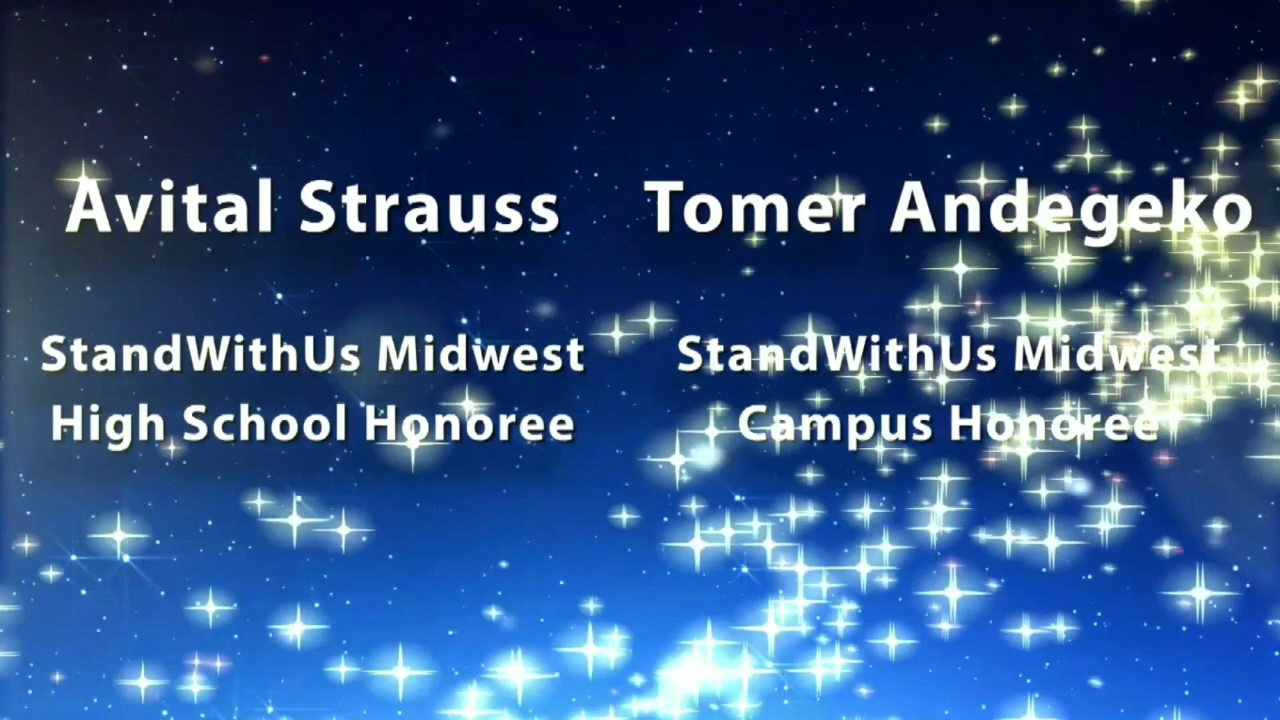 Avital Strauss
StandWithUs Midwest
High School Honoree
Tomer Andegeko
StandWithUs Midwest
Campus Honoree